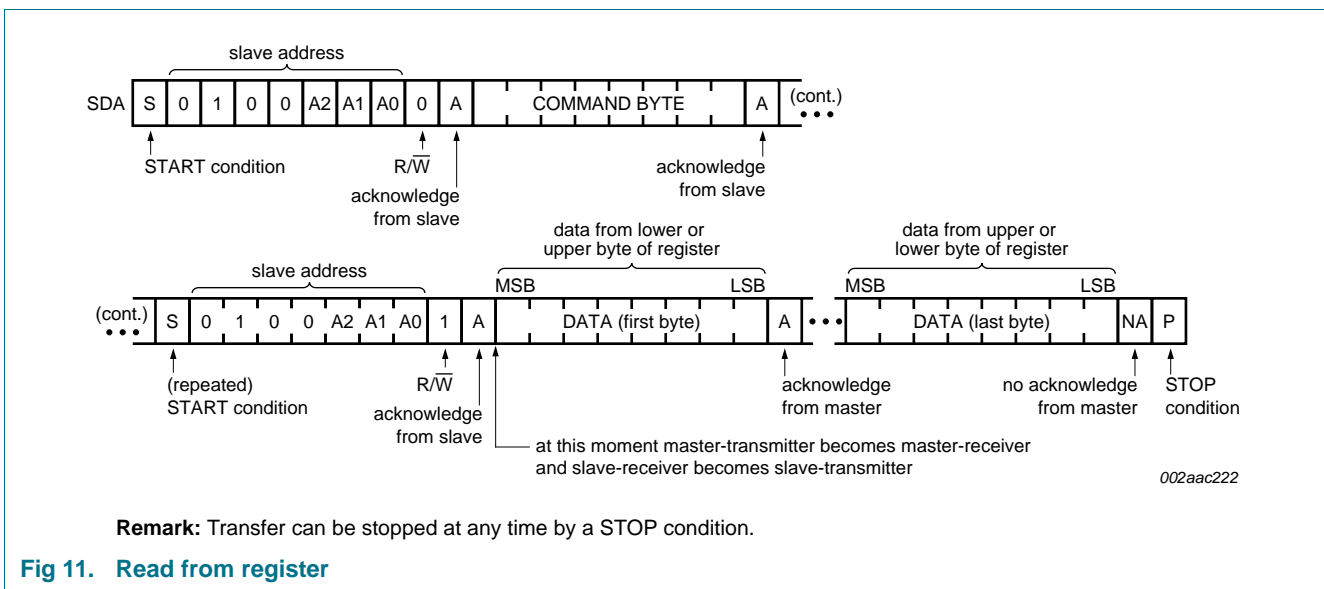 slave address
SDA S 0 1 0 0 A2 A1 A0 0 A COMMAND BYTE A (cont.)
START condition R/W̅ acknowledge from slave acknowledge from slave
data from lower or upper byte of register data from upper or lower byte of register
slave address MSB LSB MSB LSB
(cont.) S 0 1 0 0 A2 A1 A0 1 A DATA (first byte) A DATA (last byte) NA P
(repeated) START condition R/W̅ acknowledge from slave acknowledge from master no acknowledge from master STOP condition
at this moment master-transmitter becomes master-receiver
and slave-receiver becomes slave-transmitter
002aac222
Remark: Transfer can be stopped at any time by a STOP condition.
Fig 11. Read from register